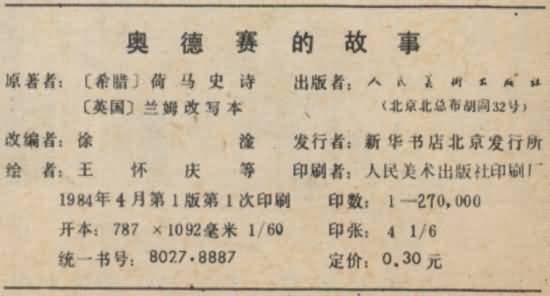 奥德赛的故事
原著者：〔希腊〕荷马史诗 出版者：人民美术出版社
〔英国〕兰姆改写本 （北京北总布胡同32号）
改编者：徐淦 发行者：新华书店北京发行所
绘者：王怀庆等 印刷者：人民美术出版社印刷厂
1984年4月第1版第1次印刷 印数：1—270,000
开本：787×1092毫米 1/60 印张：4 1/6
统一书号：8027·8887 定价：0.30元